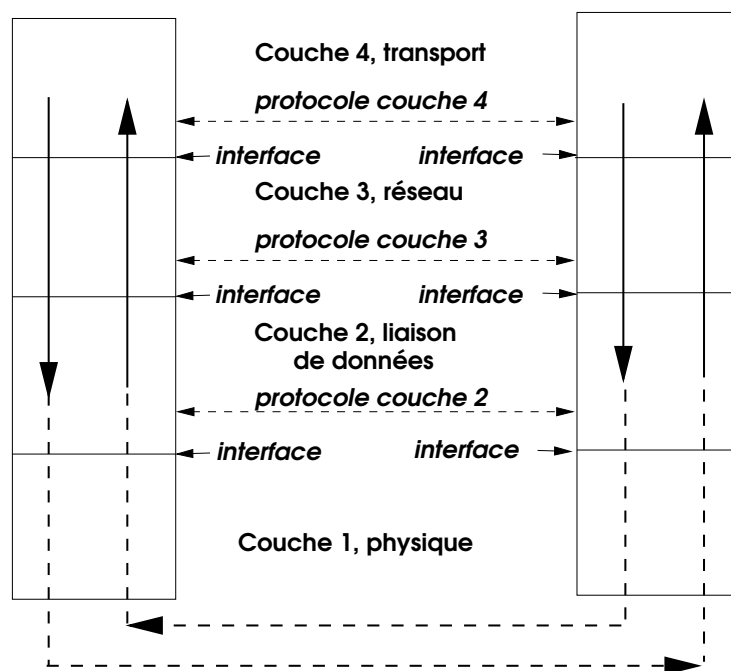 Couche 4, transport
protocole couche 4
interface interface
Couche 3, réseau
protocole couche 3
interface interface
Couche 2, liaison
de données
protocole couche 2
interface interface
Couche 1, physique